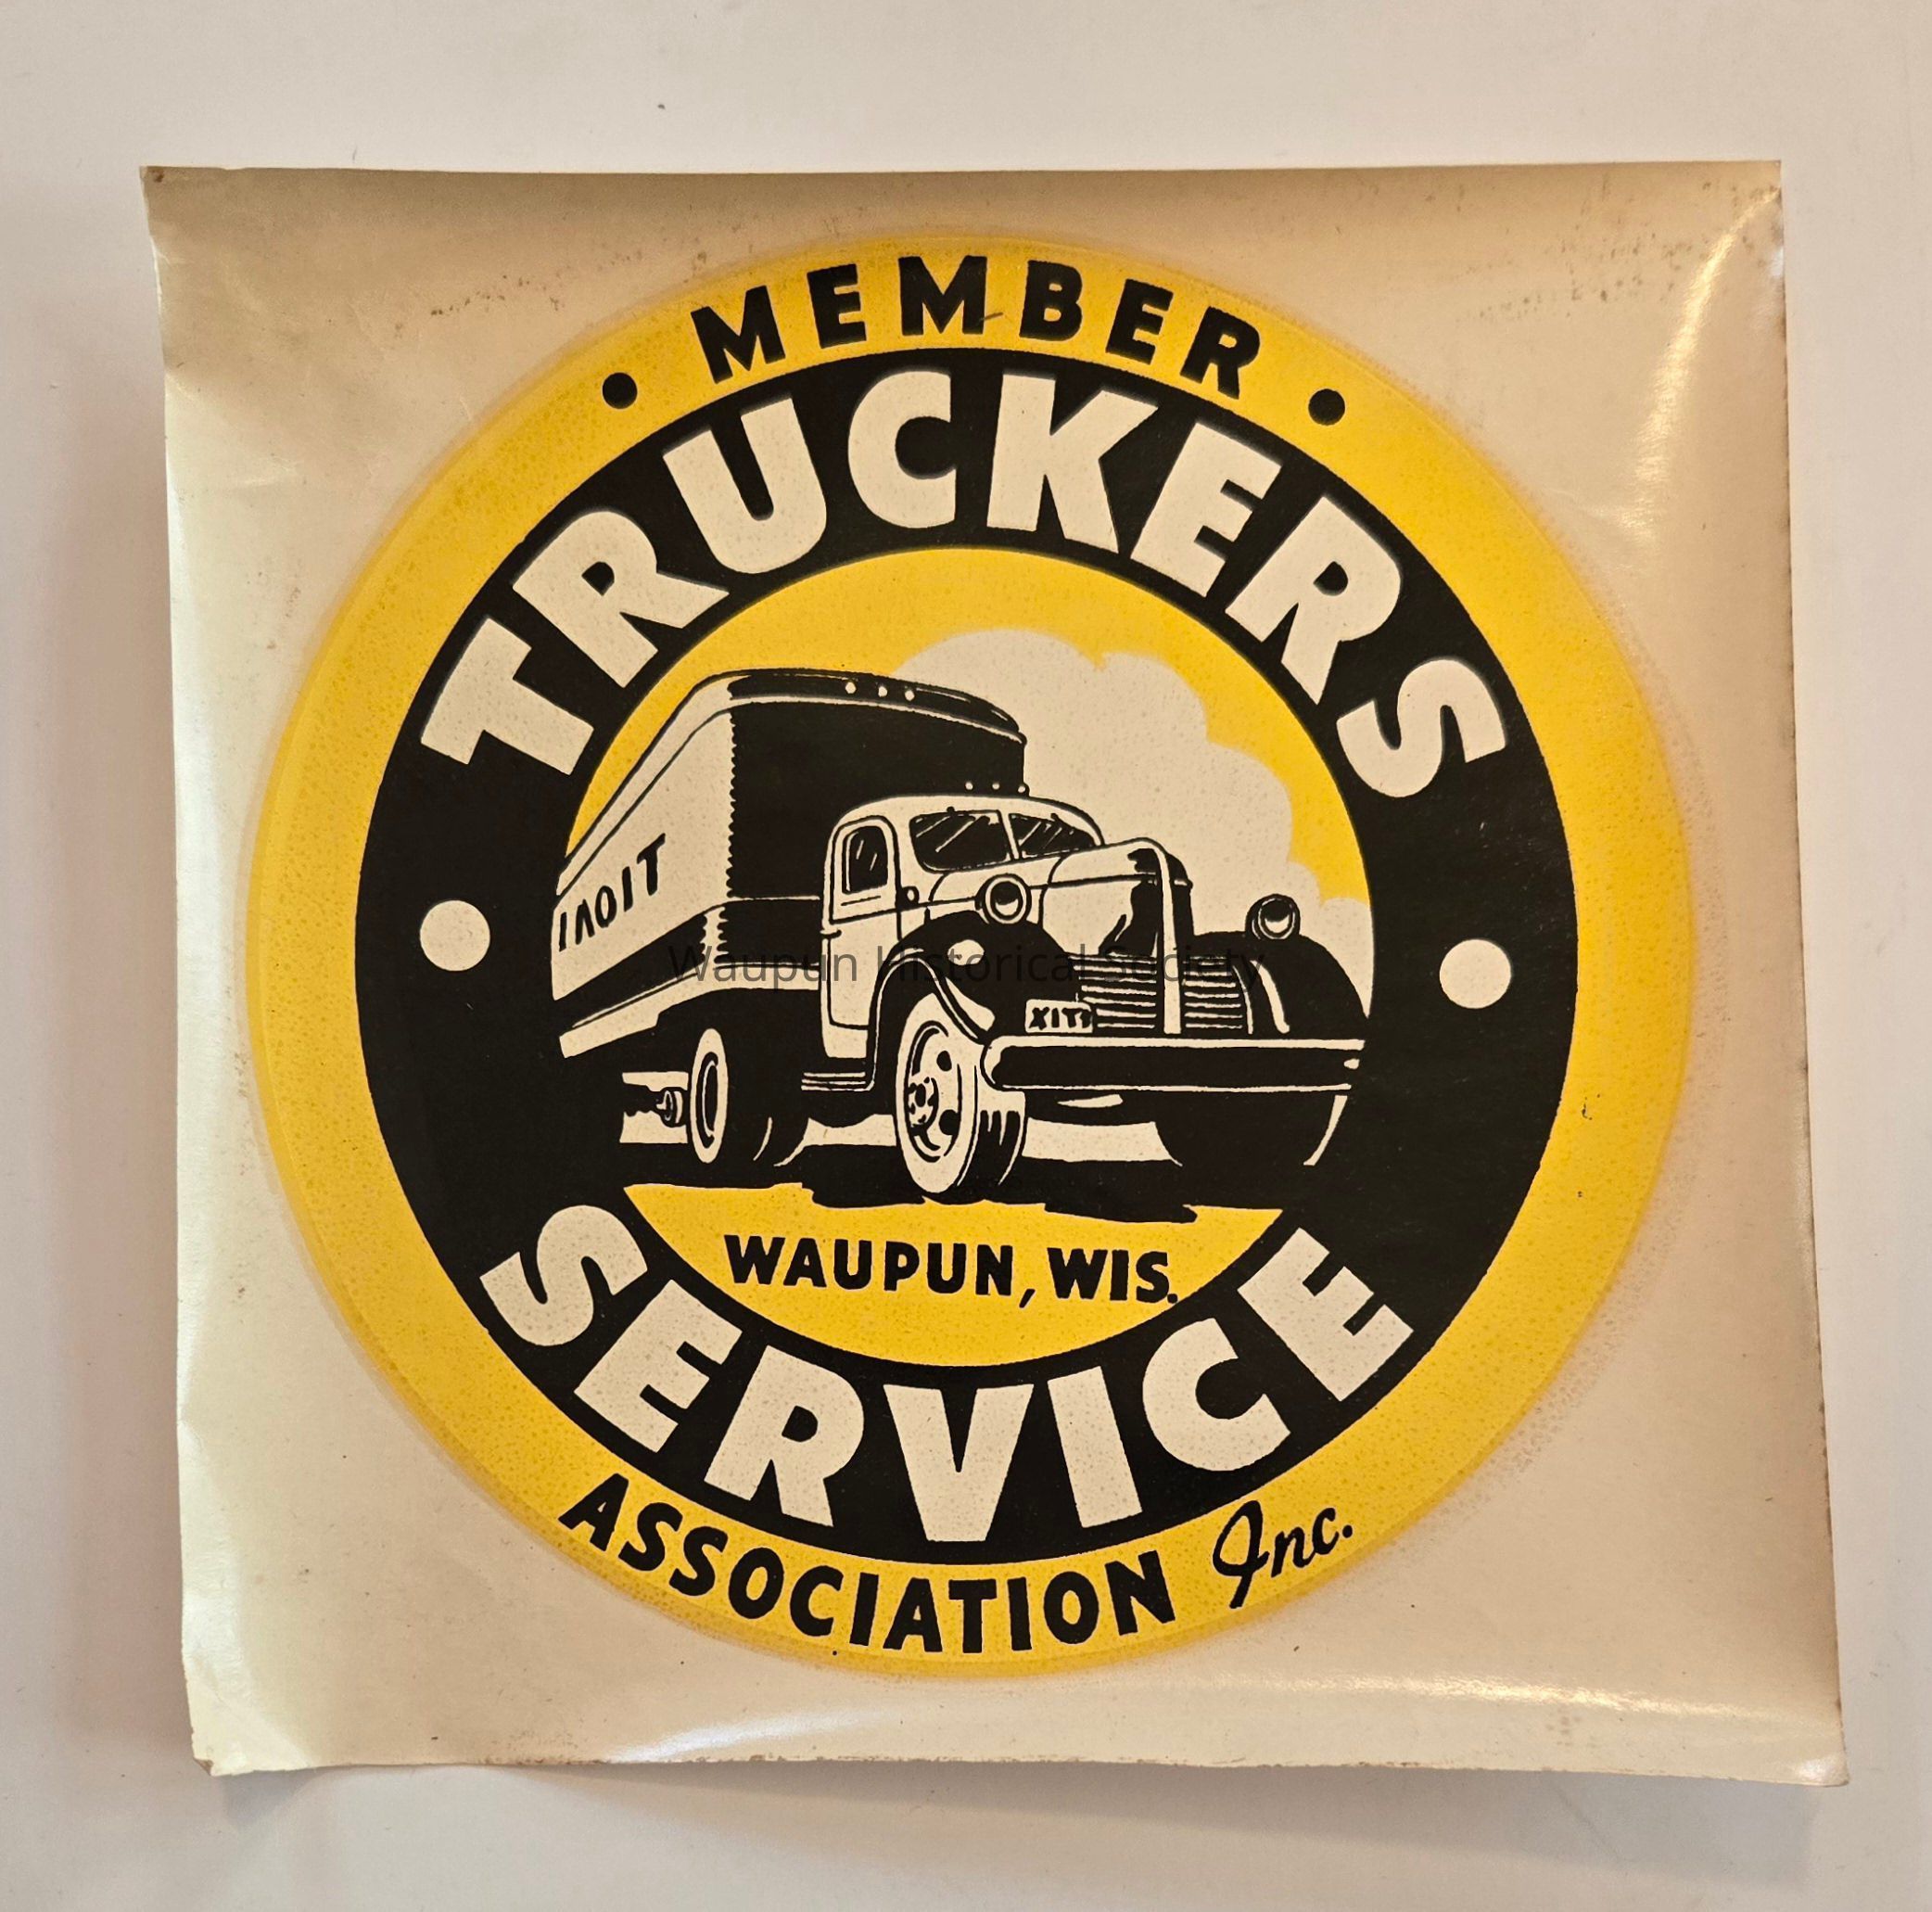 MEMBER
TRUCKERS
WAUPUN, WIS.
SERVICE
ASSOCIATION Inc.
Waupun Historical Society